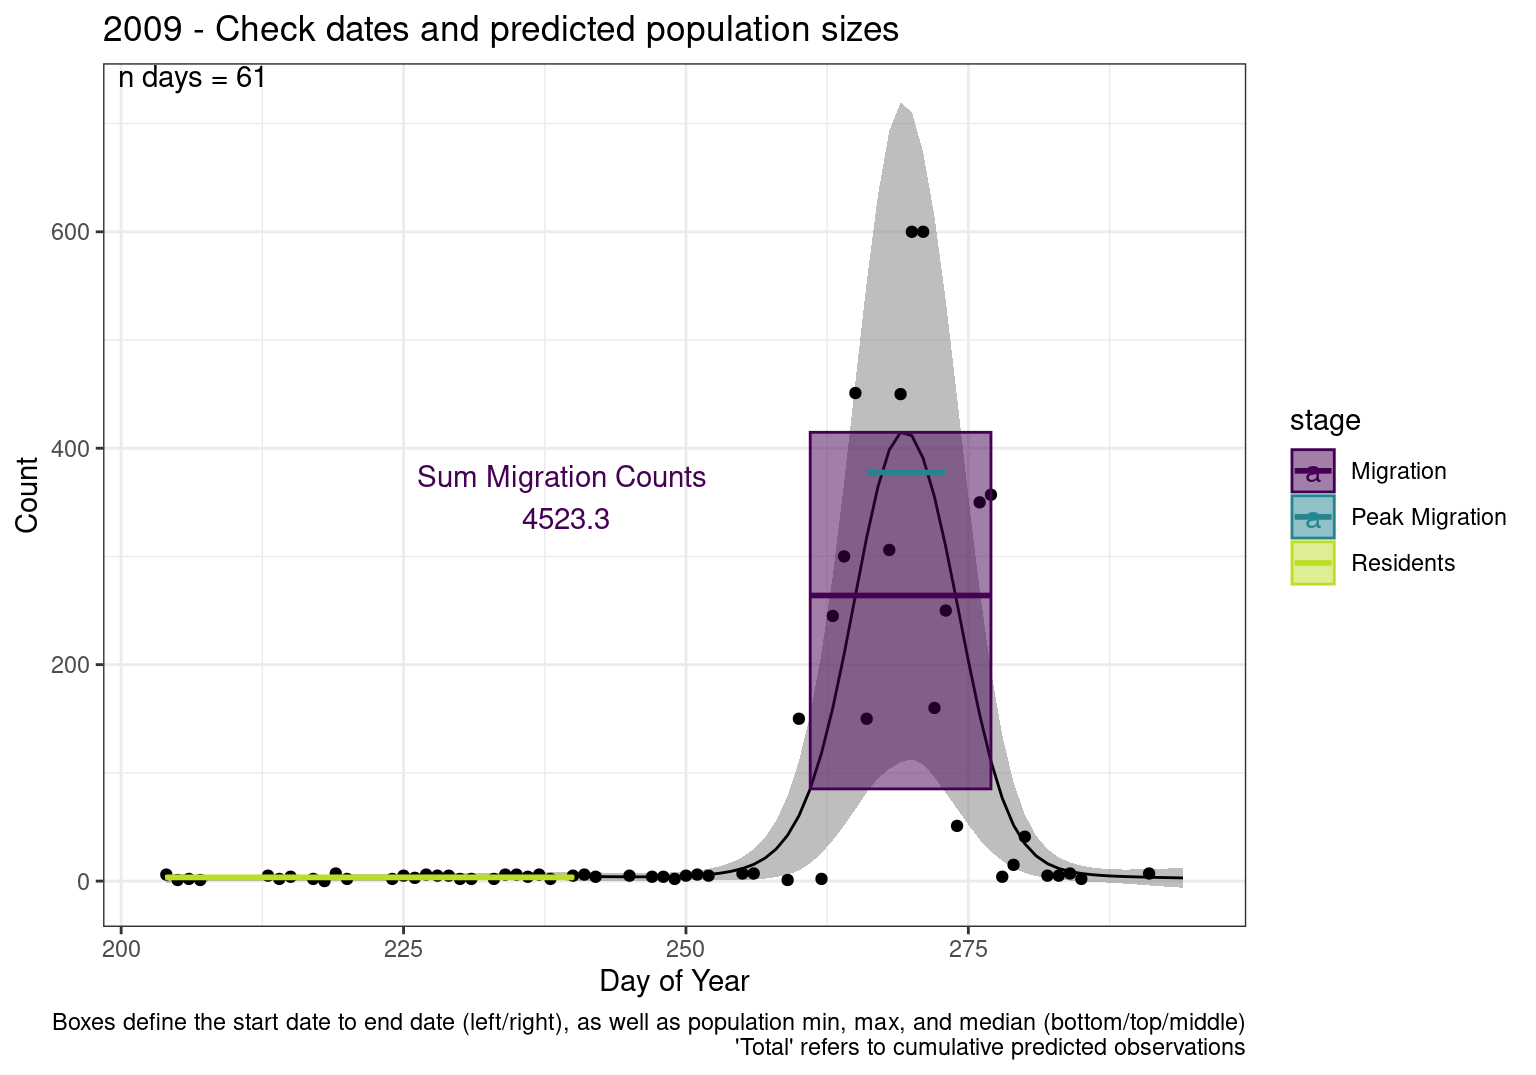 2009 - Check dates and predicted population sizes
n days = 61
600
400
200
0
Count
Sum Migration Counts
4523.3
200
225
250
275
Day of Year
stage
a
Migration
a
Peak Migration
Residents
Boxes define the start date to end date (left/right), as well as population min, max, and median (bottom/top/middle)
'Total' refers to cumulative predicted observations